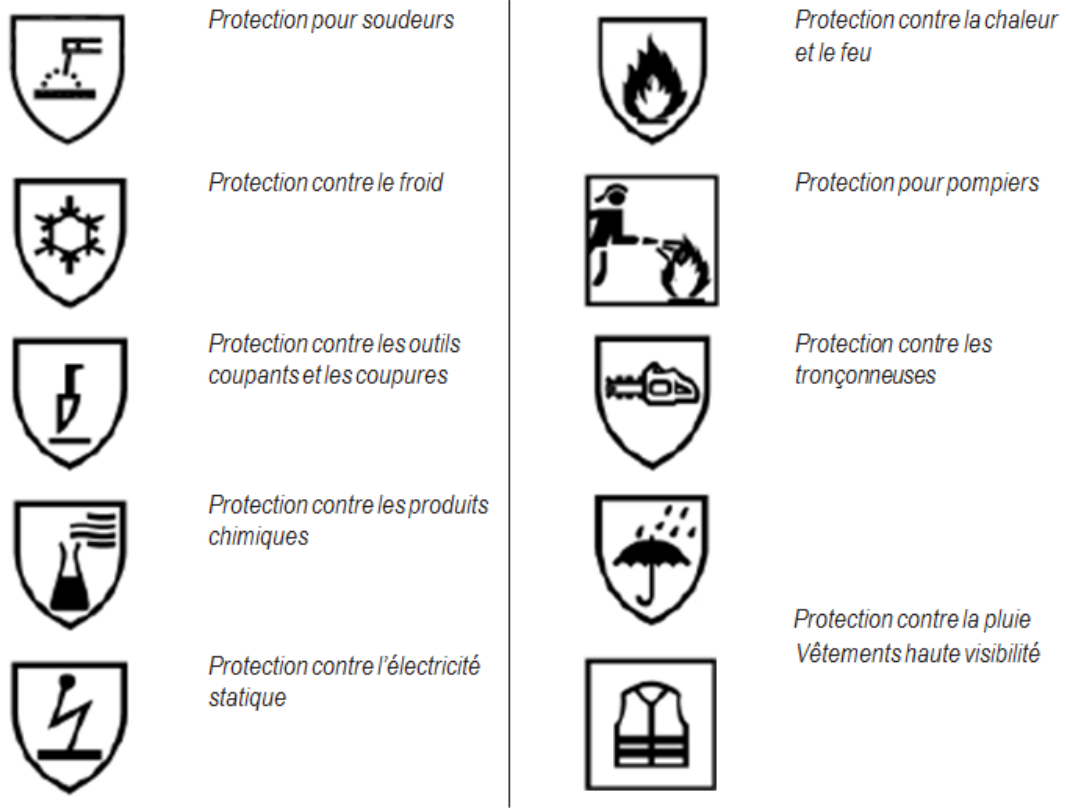 Protection pour soudeurs
Protection contre le froid
Protection contre les outils
coupants et les coupures
Protection contre les produits
chimiques
Protection contre l'électricité
statique
Protection contre la chaleur
et le feu
Protection pour pompiers
Protection contre les
tronçonneuses
Protection contre la pluie
Vêtements haute visibilité